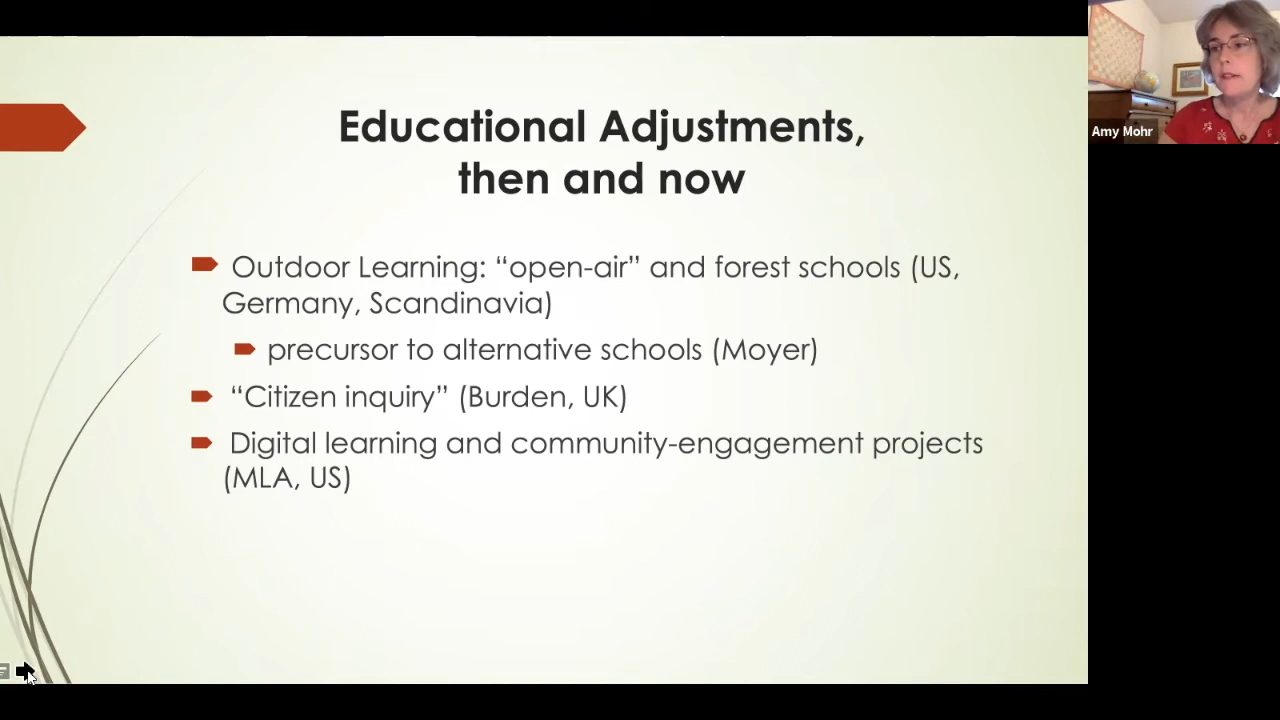 Educational Adjustments,
then and now
Outdoor Learning: “open-air” and forest schools (US,
Germany, Scandinavia)
precursor to alternative schools (Moyer)
“Citizen inquiry” (Burden, UK)
Digital learning and community-engagement projects
(MLA, US)
Amy Mohr